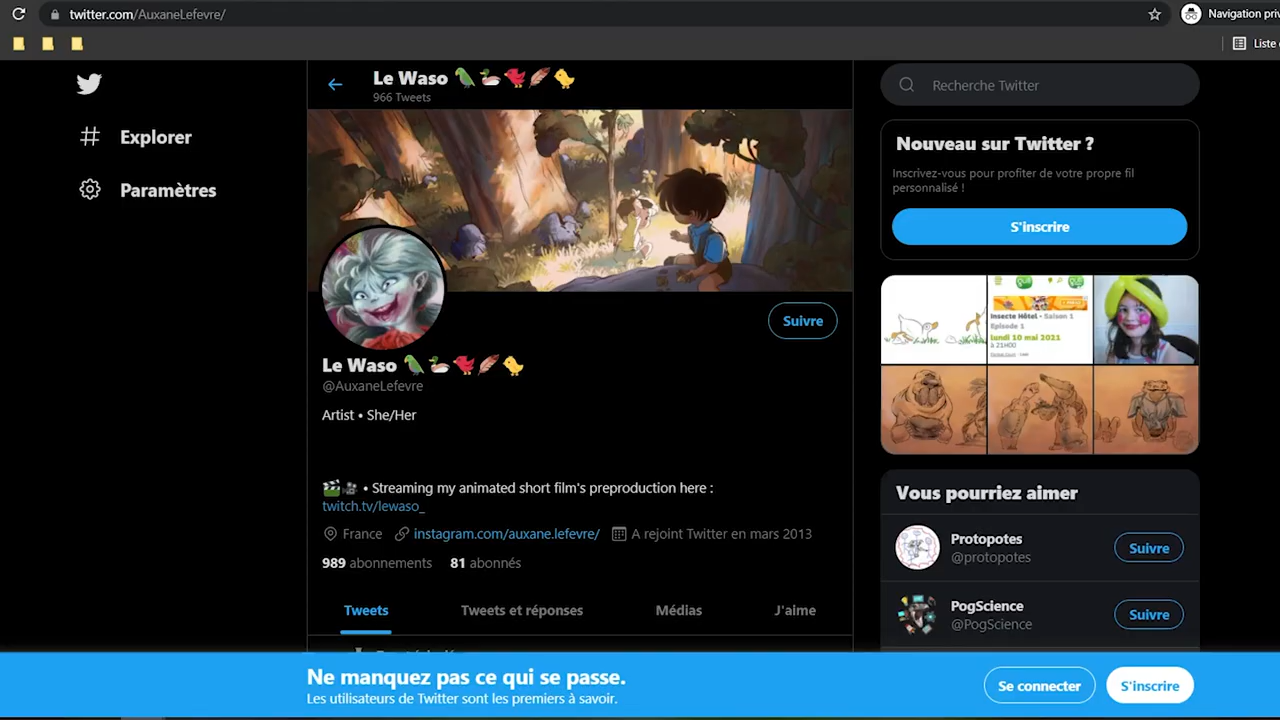 twitter.com/AuxaneLefevre/
Navigation priv
Liste
Le Waso
966 Tweets
Explorer
Paramètres
Recherche Twitter
Nouveau sur Twitter ?
Inscrivez-vous pour profiter de votre propre fil
personnalisé !
S'inscrire
Suivre
Insecte Hôtel • Saison 1
Episode 1
lundi 10 mai 2021
à 21H00
Le Waso
@AuxaneLefevre
Artist • She/Her
• Streaming my animated short film's preproduction here :
twitch.tv/lewaso_
France instagram.com/auxane.lefevre/ A rejoint Twitter en mars 2013
989 abonnements 81 abonnés
Tweets Tweets et réponses Médias J'aime
Vous pourriez aimer
Protopotes
@protopotes
Suivre
PogScience
@PogScience
Suivre
Ne manquez pas ce qui se passe.
Les utilisateurs de Twitter sont les premiers à savoir.
Se connecter
S'inscrire